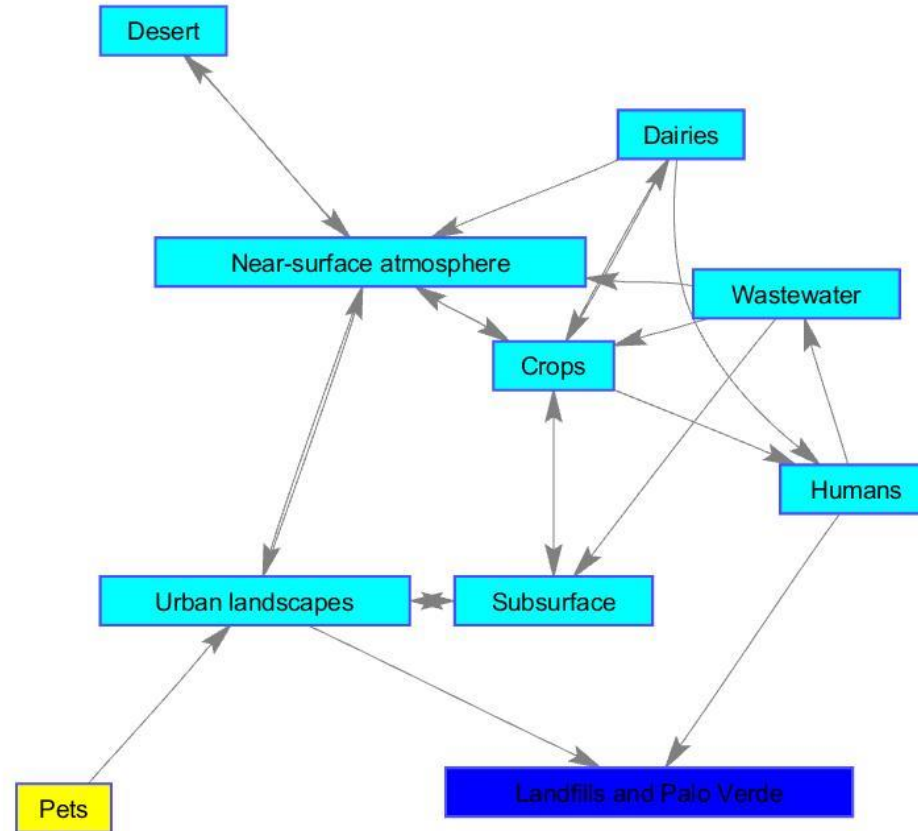 Desert
Dairies
Near-surface atmosphere
Wastewater
Crops
Humans
Urban landscapes
Subsurface
Landfills and Palo Verde
Pets